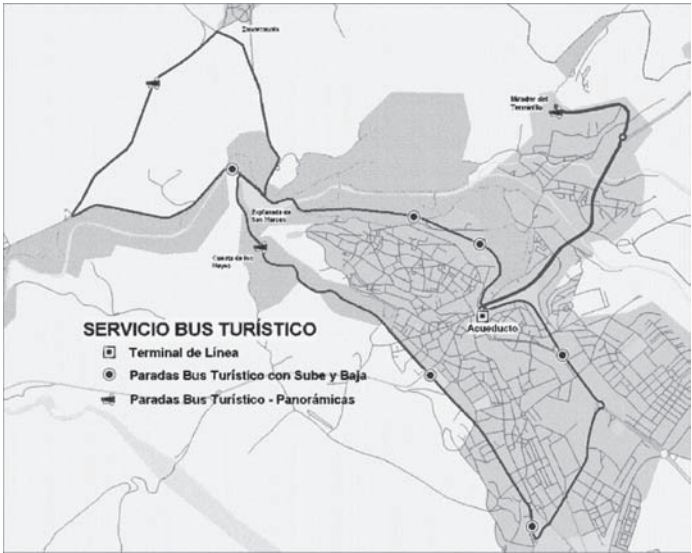 Zamarramala
Mirador del
Terminillo
Explanada de
San Marcos
Cuesta de los
Hoyos
Acueducto
SERVICIO BUS TURÍSTICO
Terminal de Línea
Paradas Bus Turístico con Sube y Baja
Paradas Bus Turístico - Panorámicas